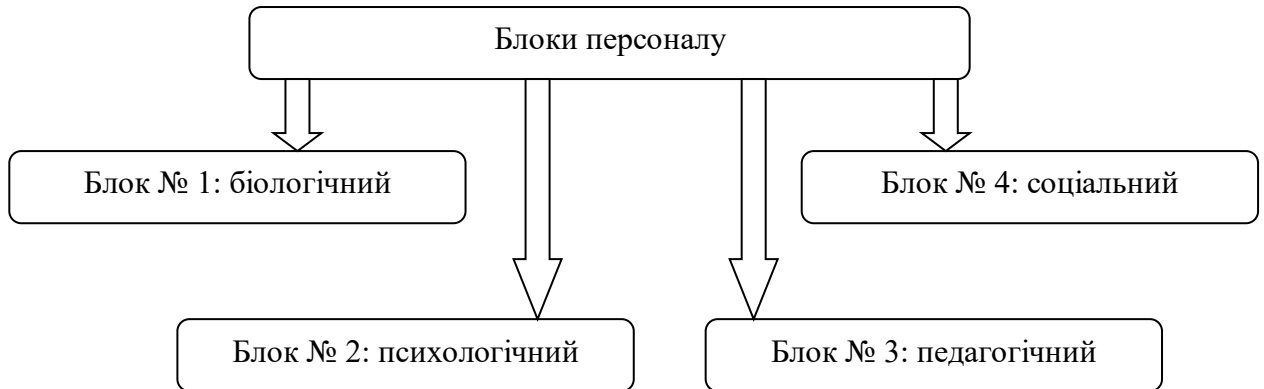 Блоки персоналу
Блок № 1: біологічний
Блок № 4: соціальний
Блок № 2: психологічний
Блок № 3: педагогічний